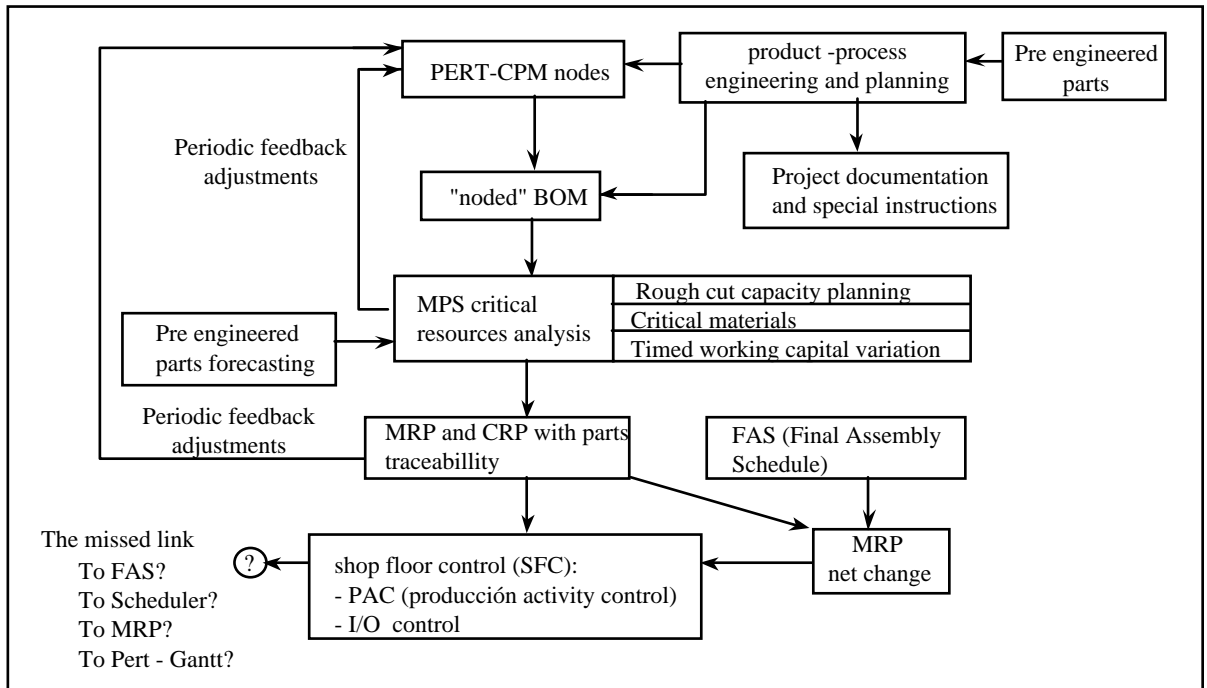 PERT-CPM nodes
product -process
engineering and planning
Pre engineered
parts
Periodic feedback
adjustments
"noded" BOM
Project documentation
and special instructions
MPS critical
resources analysis
Rough cut capacity planning
Critical materials
Timed working capital variation
Pre engineered
parts forecasting
Periodic feedback
adjustments
MRP and CRP with parts
traceabillity
FAS (Final Assembly
Schedule)
The missed link
To FAS?
To Scheduler?
To MRP?
To Pert - Gantt?
?
shop floor control (SFC):
- PAC (producción activity control)
- I/O control
MRP
net change